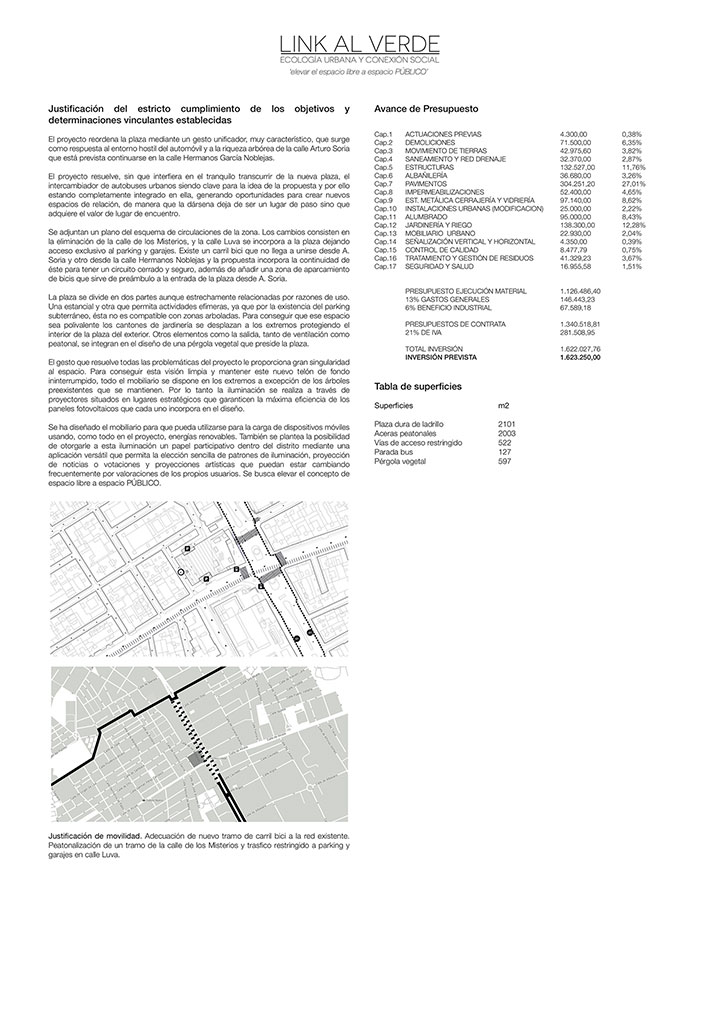 LINK AL VERDE
ECOLOGÍA URBANA Y CONEXIÓN SOCIAL
'elevar el espacio libre a espacio PÚBLICO'
Justificación del estricto cumplimiento de los objetivos y
determinaciones vinculantes establecidas
El proyecto reordena la plaza mediante un gesto unificador, muy característico, que surge
como respuesta al entorno hostil del automóvil y a la riqueza arbórea de la calle Arturo Soria
que está prevista continuarse en la calle Hermanos García Noblejas.
El proyecto resuelve, sin que interfiera en el tranquilo transcurrir de la nueva plaza, el
intercambiador de autobuses urbanos siendo clave para la idea de la propuesta y por ello
estando completamente integrado en ella, generando oportunidades para crear nuevos
espacios de relación, de manera que la dársena deja de ser un lugar de paso sino que
adquiere el valor de lugar de encuentro.
Se adjuntan un plano del esquema de circulaciones de la zona. Los cambios consisten en
la eliminación de la calle de los Misterios, y la calle Luva se incorpora a la plaza dejando
acceso exclusivo al parking y garajes. Existe un carril bici que no llega a unirse desde A.
Soria y otro desde la calle Hermanos Noblejas y la propuesta incorpora la continuidad de
éste para tener un circuito cerrado y seguro, además de añadir una zona de aparcamiento
de bicis que sirve de preámbulo a la entrada de la plaza desde A. Soria.
La plaza se divide en dos partes aunque estrechamente relacionadas por razones de uso.
Una estancial y otra que permita actividades efímeras, ya que por la existencia del parking
subterráneo, ésta no es compatible con zonas arboladas. Para conseguir que ese espacio
sea polivalente los cantones de jardinería se desplazan a los extremos protegiendo el
interior de la plaza del exterior. Otros elementos como la salida, tanto de ventilación como
peatonal, se integran en el diseño de una pérgola vegetal que preside la plaza.
El gesto que resuelve todas las problemáticas del proyecto le proporciona gran singularidad
al espacio. Para conseguir esta visión limpia y mantener este nuevo telón de fondo
ininterrumpido, todo el mobiliario se dispone en los extremos a excepción de los árboles
preexistentes que se mantienen. Por lo tanto la iluminación se realiza a través de
proyectores situados en lugares estratégicos que garanticen la máxima eficiencia de los
paneles fotovoltaicos que cada uno incorpora en el diseño.
Se ha diseñado el mobiliario para que pueda utilizarse para la carga de dispositivos móviles
usando, como todo en el proyecto, energías renovables. También se plantea la posibilidad
de otorgarle a esta iluminación un papel participativo dentro del distrito mediante una
aplicación versátil que permita la elección sencilla de patrones de iluminación, proyección
de noticias o votaciones y proyecciones artísticas que puedan estar cambiando
frecuentemente por valoraciones de los propios usuarios. Se busca elevar el concepto de
espacio libre a espacio PÚBLICO.
Justificación de movilidad. Adecuación de nuevo tramo de carril bici a la red existente.
Peatonalización de un tramo de la calle de los Misterios y trasfico restringido a parking y
garajes en calle Luva.
Avance de Presupuesto
Cap.1 ACTUACIONES PREVIAS 4.300,00 0,38%
Cap.2 DEMOLICIONES 71.500,00 6,35%
Cap.3 MOVIMIENTO DE TIERRAS 42.975,60 3,82%
Cap.4 SANEAMIENTO Y RED DRENAJE 32.370,00 2,87%
Cap.5 ESTRUCTURAS 132.527,00 11,76%
Cap.6 ALBAÑILERÍA 36.680,00 3,26%
Cap.7 PAVIMENTOS 304.251,20 27,01%
Cap.8 IMPERMEABILIZACIONES 52.400,00 4,65%
Cap.9 EST. METÁLICA CERRAJERÍA Y VIDRIERÍA 97.140,00 8,62%
Cap.10 INSTALACIONES URBANAS (MODIFICACION) 25.000,00 2,22%
Cap.11 ALUMBRADO 95.000,00 8,43%
Cap.12 JARDINERÍA Y RIEGO 138.300,00 12,28%
Cap.13 MOBILIARIO URBANO 22.930,00 2,04%
Cap.14 SEÑALIZACIÓN VERTICAL Y HORIZONTAL 4.350,00 0,39%
Cap.15 CONTROL DE CALIDAD 8.477,79 0,75%
Cap.16 TRATAMIENTO Y GESTIÓN DE RESIDUOS 41.329,23 3,67%
Cap.17 SEGURIDAD Y SALUD 16.955,58 1,51%
PRESUPUESTO EJECUCIÓN MATERIAL 1.126.486,40
13% GASTOS GENERALES 146.443,23
6% BENEFICIO INDUSTRIAL 67.589,18
PRESUPUESTOS DE CONTRATA 1.340.518,81
21% DE IVA 281.508,95
TOTAL INVERSIÓN 1.622.027,76
INVERSIÓN PREVISTA 1.623.250,00
Tabla de superficies
Superficies m2
Plaza dura de ladrillo 2101
Aceras peatonales 2003
Vías de acceso restringido 522
Parada bus 127
Pérgola vegetal 597